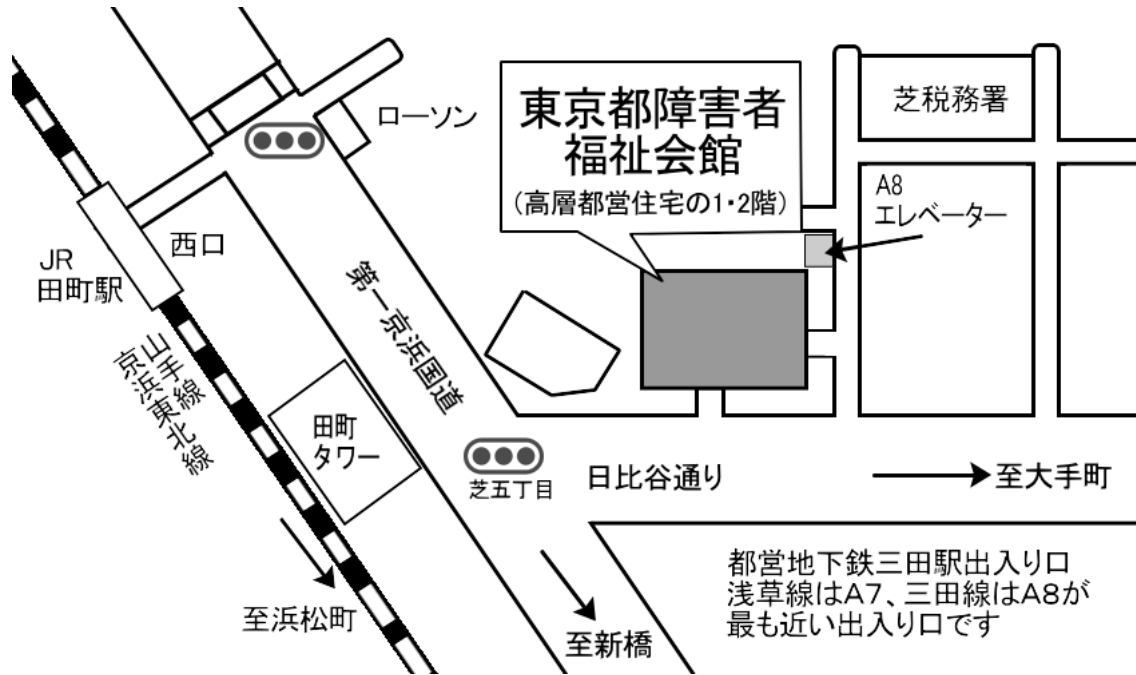 ローソン
東京都障害者
福祉会館
(高層都営住宅の1・2階)
芝税務署
A8
エレベーター
西口
JR
田町駅
第一京浜国道
山手線
京浜東北線
田町
タワー
芝五丁目
日比谷通り
至大手町
至浜松町
至新橋
都営地下鉄三田駅出入り口
浅草線はA7、三田線はA8が
最も近い出入り口です